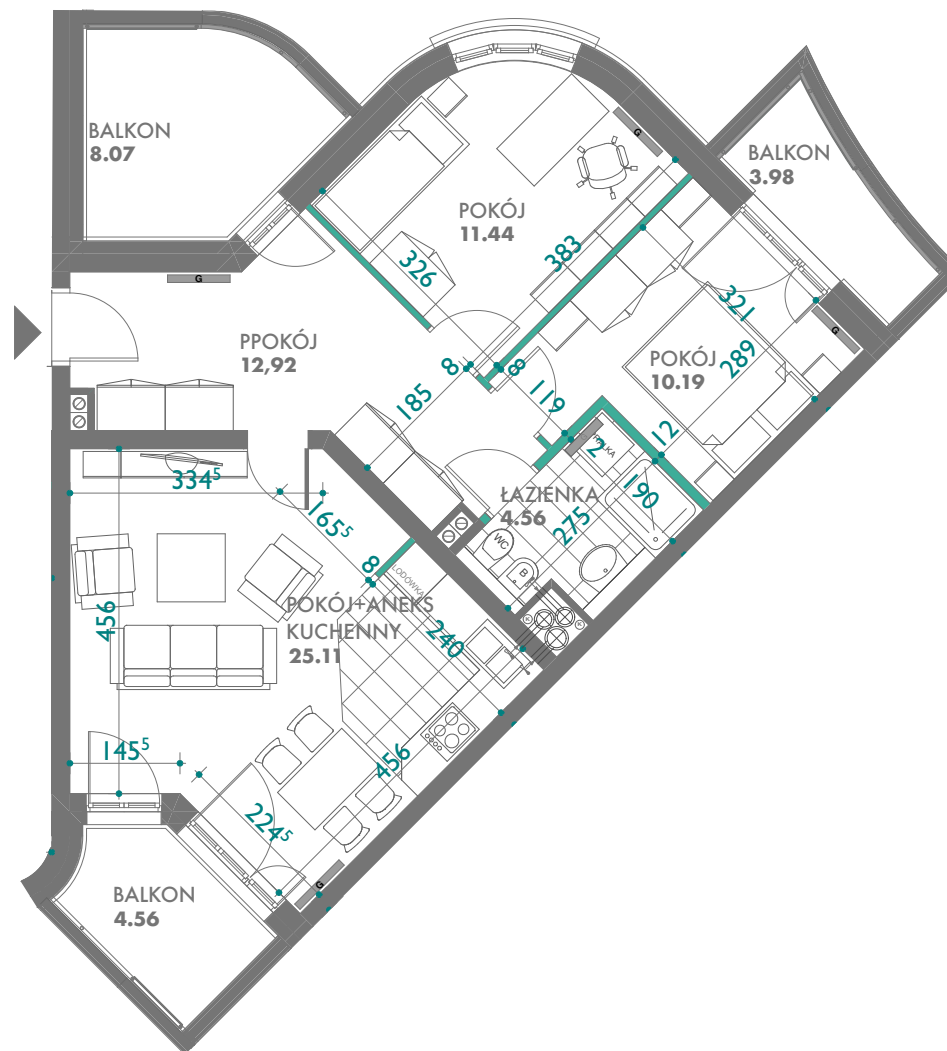 BALKON
8.07
BALKON
3.98
G
POKÓJ
11.44
383
326
G
321
PPOKÓJ
12,92
POKÓJ
10.19
289
G
8
8
185
119
12
2
334⁵
ŁAZIENKA
4.56
190
165⁵
275
WC
B
8
LODÓWKA
456
POKÓJ+ANEKS
KUCHENNY
25.11
240
145⁵
456
224⁵
G
BALKON
4.56